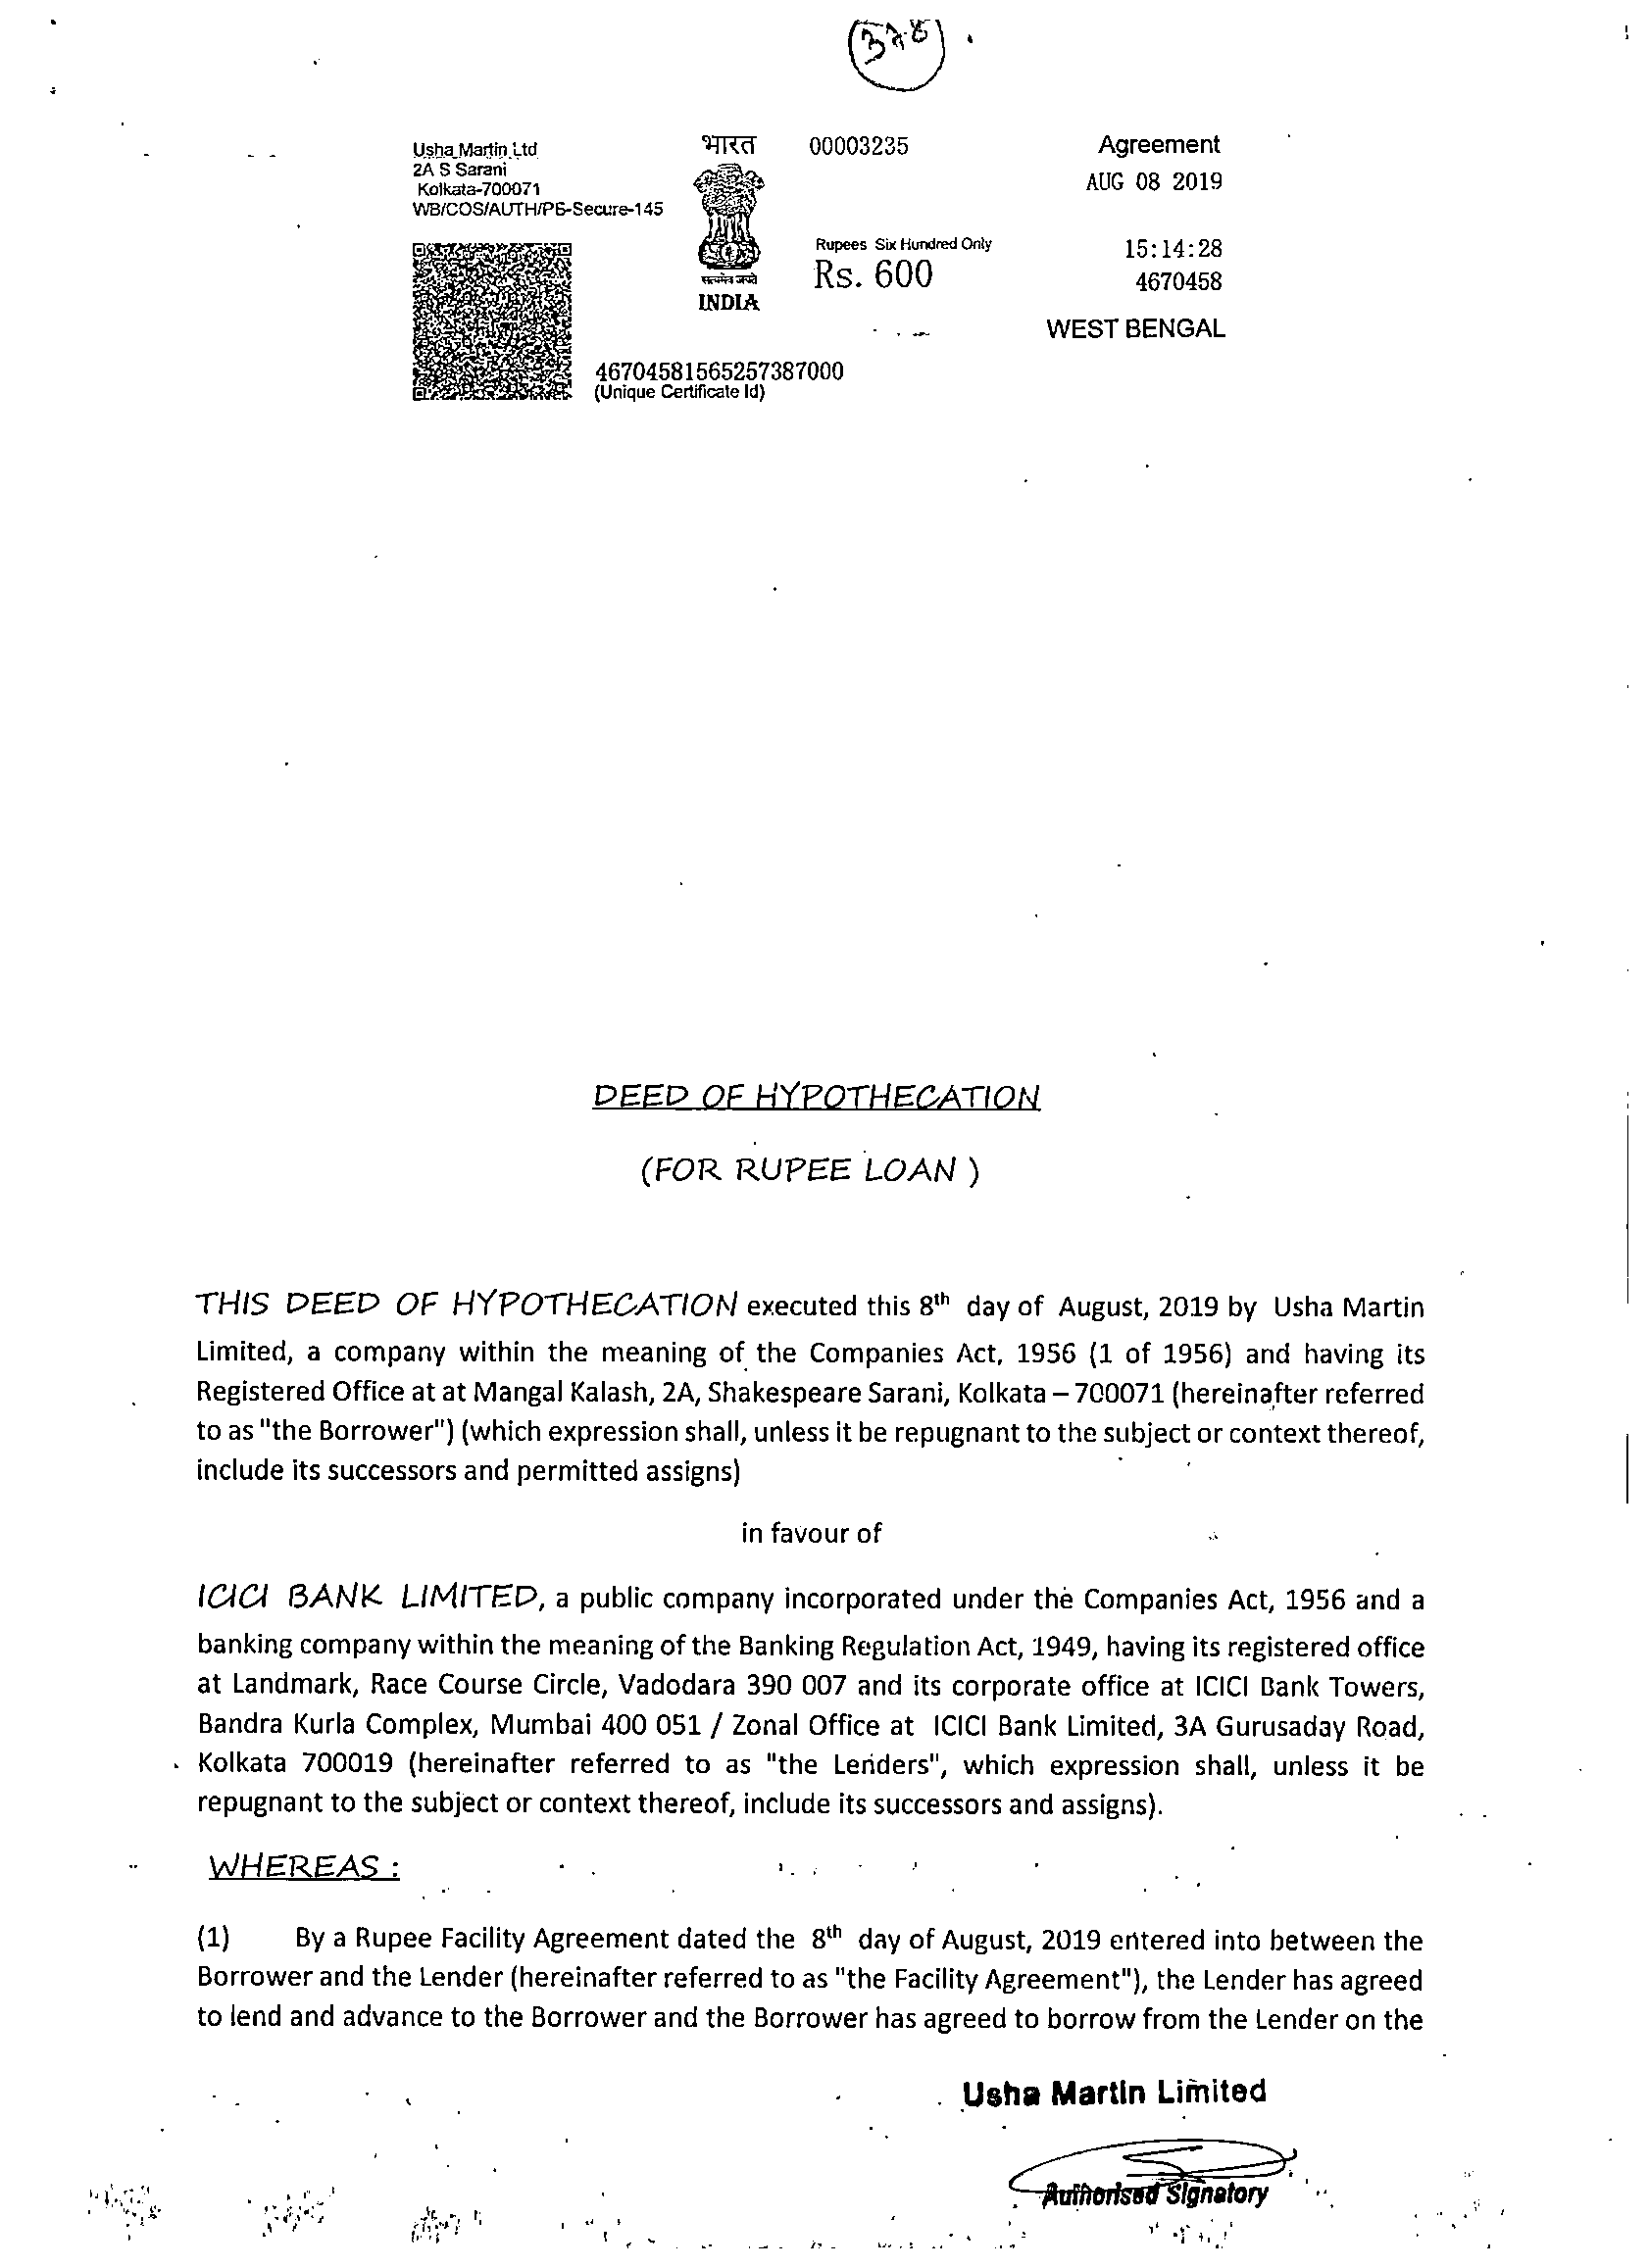 378
Usha Martin Ltd
2A S Sarani
Kolkata-700071
WB/COS/AUTH/PB-Secure-145
भारत
सत्यमेव जयते
INDIA
00003235
Rupees Six Hundred Only
Rs. 600
Agreement
AUG 08 2019
15:14:28
4670458
WEST BENGAL
46704581565257387000
(Unique Certificate Id)
DEED OF HYPOTHECATION
(FOR RUPEE LOAN )
THIS DEED OF HYPOTHECATION executed this 8th day of August, 2019 by Usha Martin
Limited, a company within the meaning of the Companies Act, 1956 (1 of 1956) and having its
Registered Office at at Mangal Kalash, 2A, Shakespeare Sarani, Kolkata – 700071 (hereinafter referred
to as "the Borrower") (which expression shall, unless it be repugnant to the subject or context thereof,
include its successors and permitted assigns)
in favour of
ICICI BANK LIMITED, a public company incorporated under the Companies Act, 1956 and a
banking company within the meaning of the Banking Regulation Act, 1949, having its registered office
at Landmark, Race Course Circle, Vadodara 390 007 and its corporate office at ICICI Bank Towers,
Bandra Kurla Complex, Mumbai 400 051 / Zonal Office at ICICI Bank Limited, 3A Gurusaday Road,
Kolkata 700019 (hereinafter referred to as "the Lenders", which expression shall, unless it be
repugnant to the subject or context thereof, include its successors and assigns).
WHEREAS :
(1) By a Rupee Facility Agreement dated the 8th day of August, 2019 entered into between the
Borrower and the Lender (hereinafter referred to as "the Facility Agreement"), the Lender has agreed
to lend and advance to the Borrower and the Borrower has agreed to borrow from the Lender on the
Usha Martin Limited
Authorised Signatory